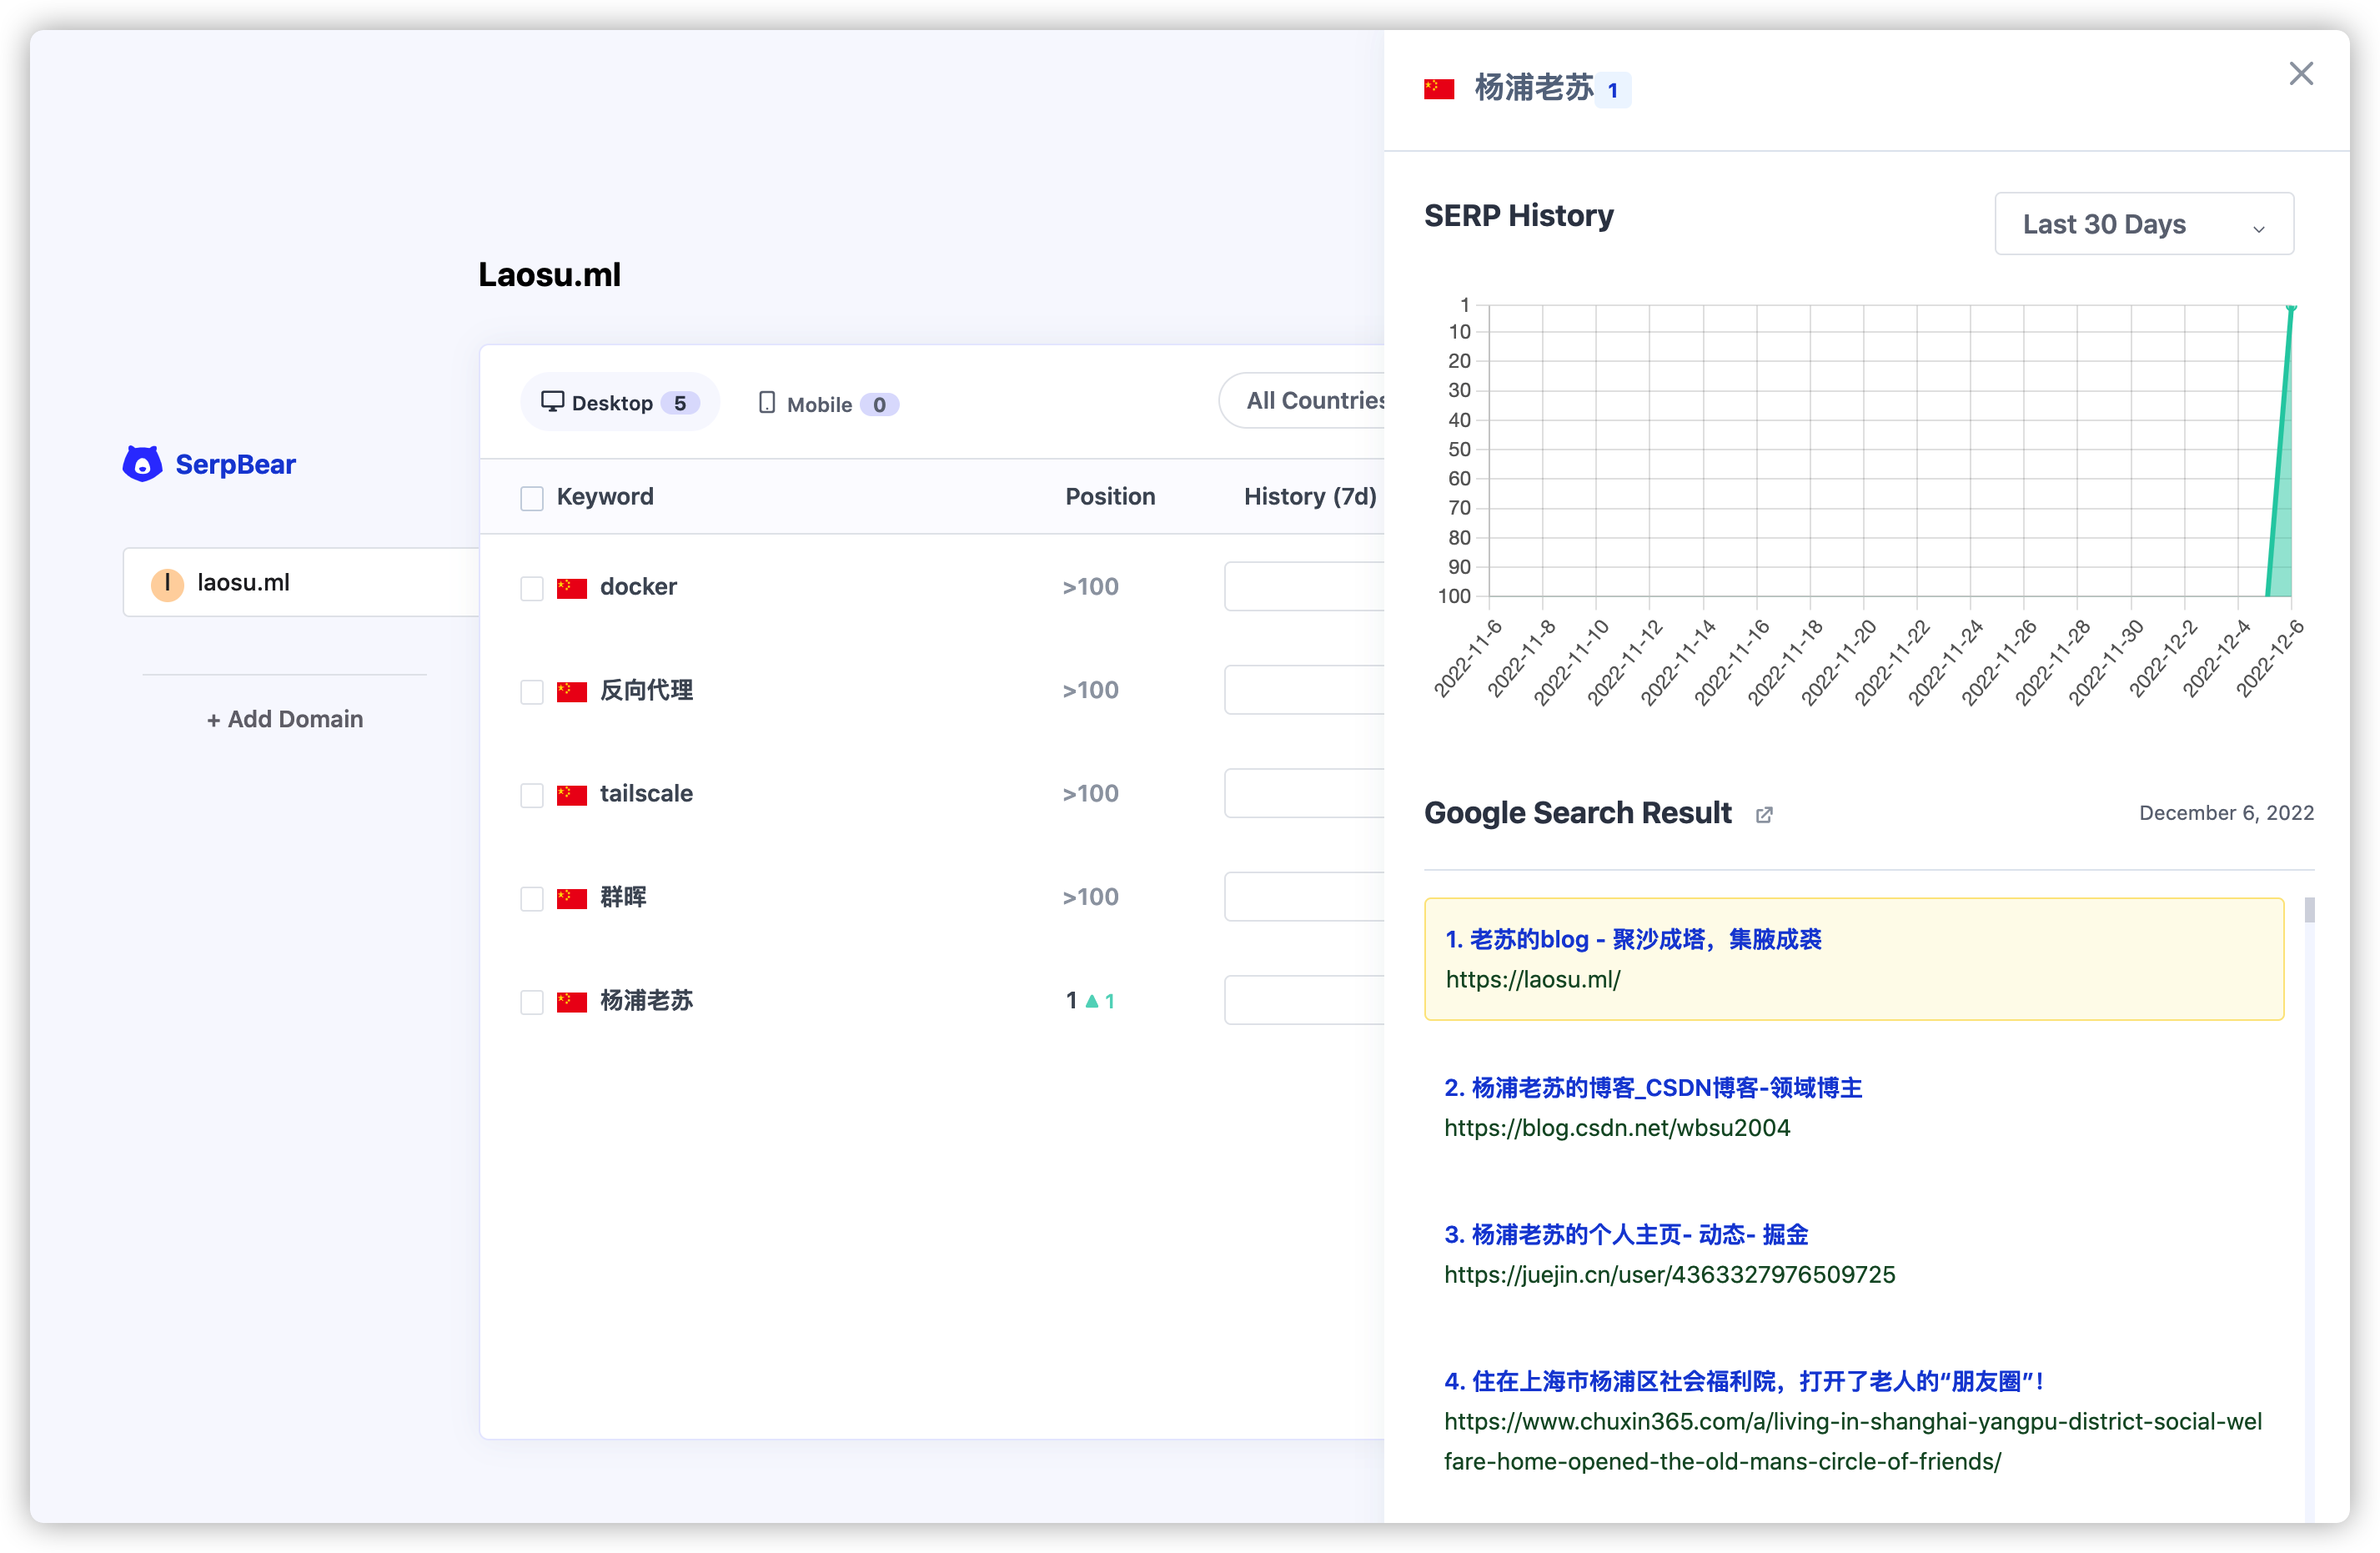 SerpBear
l laosu.ml
+ Add Domain
Laosu.ml
Desktop 5 Mobile 0 All Countries
Keyword Position History (7d)
docker >100
反向代理 >100
tailscale >100
群晖 >100
杨浦老苏 1 ▲ 1
杨浦老苏 1
SERP History Last 30 Days
1
10
20
30
40
50
60
70
80
90
100
2022-11-6 2022-11-8 2022-11-10 2022-11-12 2022-11-14 2022-11-16 2022-11-18 2022-11-20 2022-11-22 2022-11-24 2022-11-26 2022-11-28 2022-11-30 2022-12-2 2022-12-4 2022-12-6
Google Search Result December 6, 2022
1. 老苏的blog - 聚沙成塔，集腋成裘
https://laosu.ml/
2. 杨浦老苏的博客_CSDN博客-领域博主
https://blog.csdn.net/wbsu2004
3. 杨浦老苏的个人主页- 动态- 掘金
https://juejin.cn/user/4363327976509725
4. 住在上海市杨浦区社会福利院，打开了老人的“朋友圈”！
https://www.chuxin365.com/a/living-in-shanghai-yangpu-district-social-wel
fare-home-opened-the-old-mans-circle-of-friends/